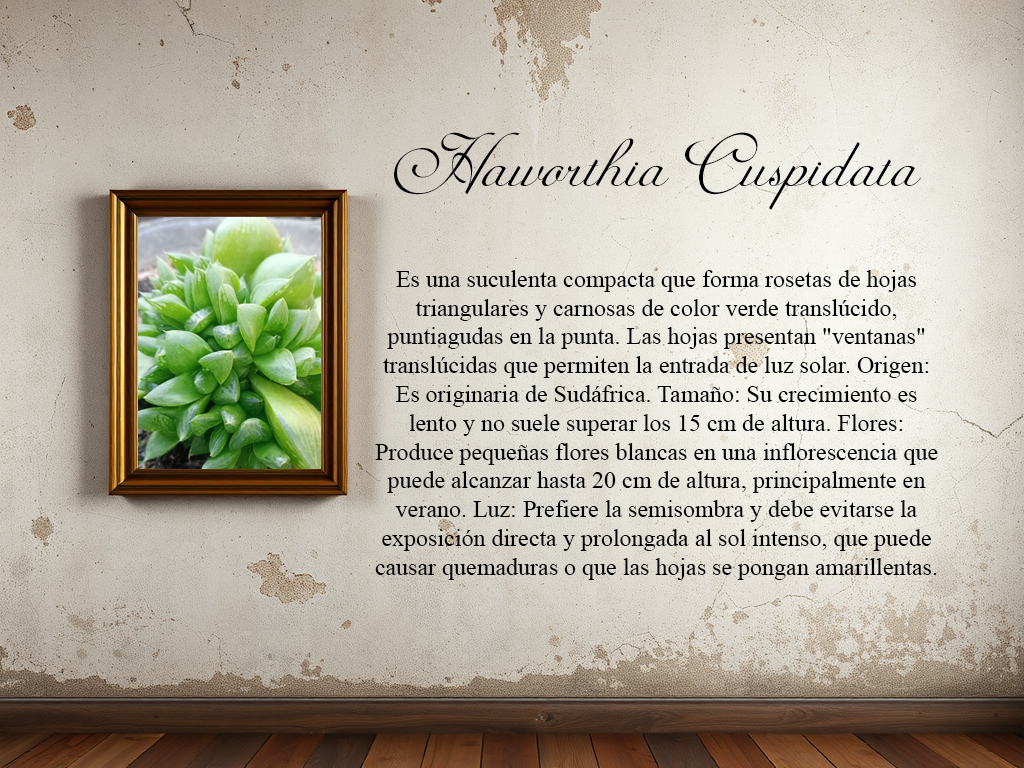 Haworthia Cuspidata
Es una suculenta compacta que forma rosetas de hojas
triangulares y carnosas de color verde translúcido,
puntiagudas en la punta. Las hojas presentan "ventanas"
translúcidas que permiten la entrada de luz solar. Origen:
Es originaria de Sudáfrica. Tamaño: Su crecimiento es
lento y no suele superar los 15 cm de altura. Flores:
Produce pequeñas flores blancas en una inflorescencia que
puede alcanzar hasta 20 cm de altura, principalmente en
verano. Luz: Prefiere la semisombra y debe evitarse la
exposición directa y prolongada al sol intenso, que puede
causar quemaduras o que las hojas se pongan amarillentas.